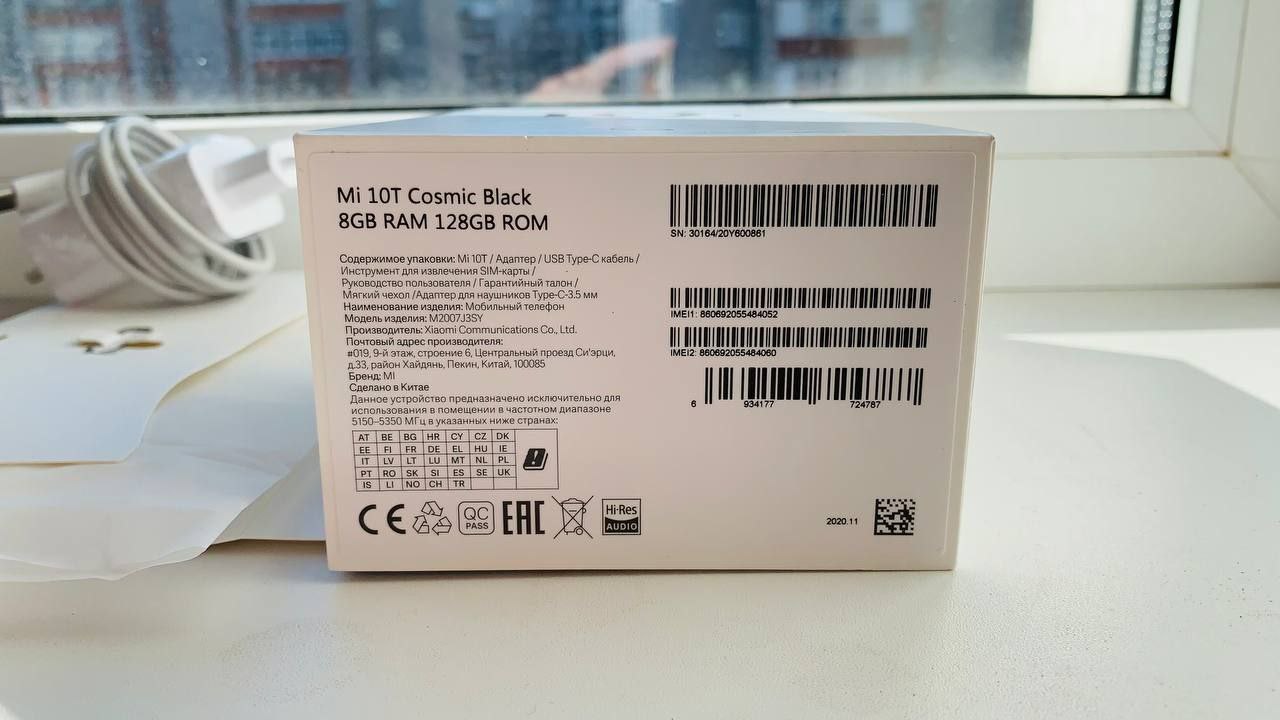 Mi 10T Cosmic Black
8GB RAM 128GB ROM
Содержимое упаковки: Mi 10T / Адаптер / USB Type-C кабель /
Инструмент для извлечения SIM-карты /
Руководство пользователя / Гарантийный талон /
Мягкий чехол /Адаптер для наушников Type-C-3.5 мм
Наименование изделия: Мобильный телефон
Модель изделия: M2007J3SY
Производитель: Xiaomi Communications Co., Ltd.
Почтовый адрес производителя:
#019, 9-й этаж, строение 6, Центральный проезд Си'эрци,
д.33, район Хайдянь, Пекин, Китай, 100085
Бренд: MI
Сделано в Китае
Данное устройство предназначено исключительно для
использования в помещении в частотном диапазоне
5150-5350 МГц в указанных ниже странах:
AT BE BG HR CY CZ DK
EE FI FR DE EL HU IE
IT LV LT LU MT NL PL
PT RO SK SI ES SE UK
IS LI NO CH TR
CE QC PASS EAC Hi-Res AUDIO
SN: 30164/20Y600861
IMEI1: 860692055484052
IMEI2: 860692055484060
6 934177 724787
2020.11